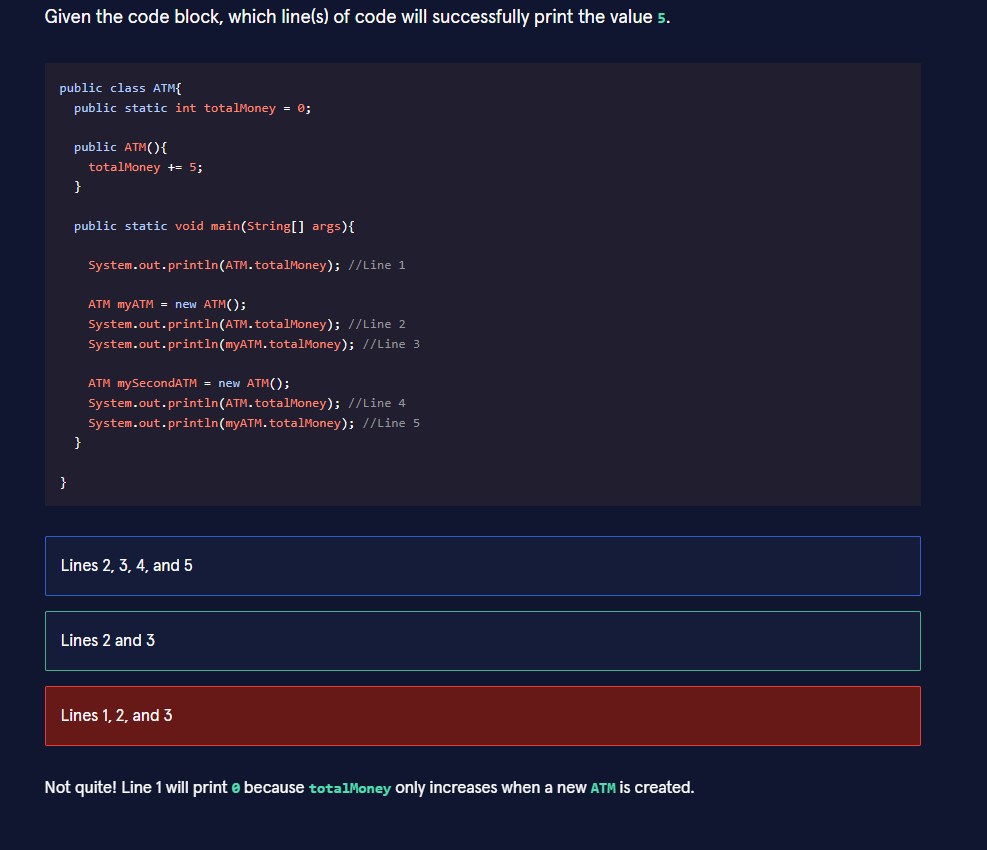 Given the code block, which line(s) of code will successfully print the value 5.
public class ATM{
  public static int totalMoney = 0;

  public ATM(){
    totalMoney += 5;
  }

  public static void main(String[] args){

    System.out.println(ATM.totalMoney); //Line 1

    ATM myATM = new ATM();
    System.out.println(ATM.totalMoney); //Line 2
    System.out.println(myATM.totalMoney); //Line 3

    ATM mySecondATM = new ATM();
    System.out.println(ATM.totalMoney); //Line 4
    System.out.println(myATM.totalMoney); //Line 5
  }

}
Lines 2, 3, 4, and 5
Lines 2 and 3
Lines 1, 2, and 3
Not quite! Line 1 will print 0 because totalMoney only increases when a new ATM is created.